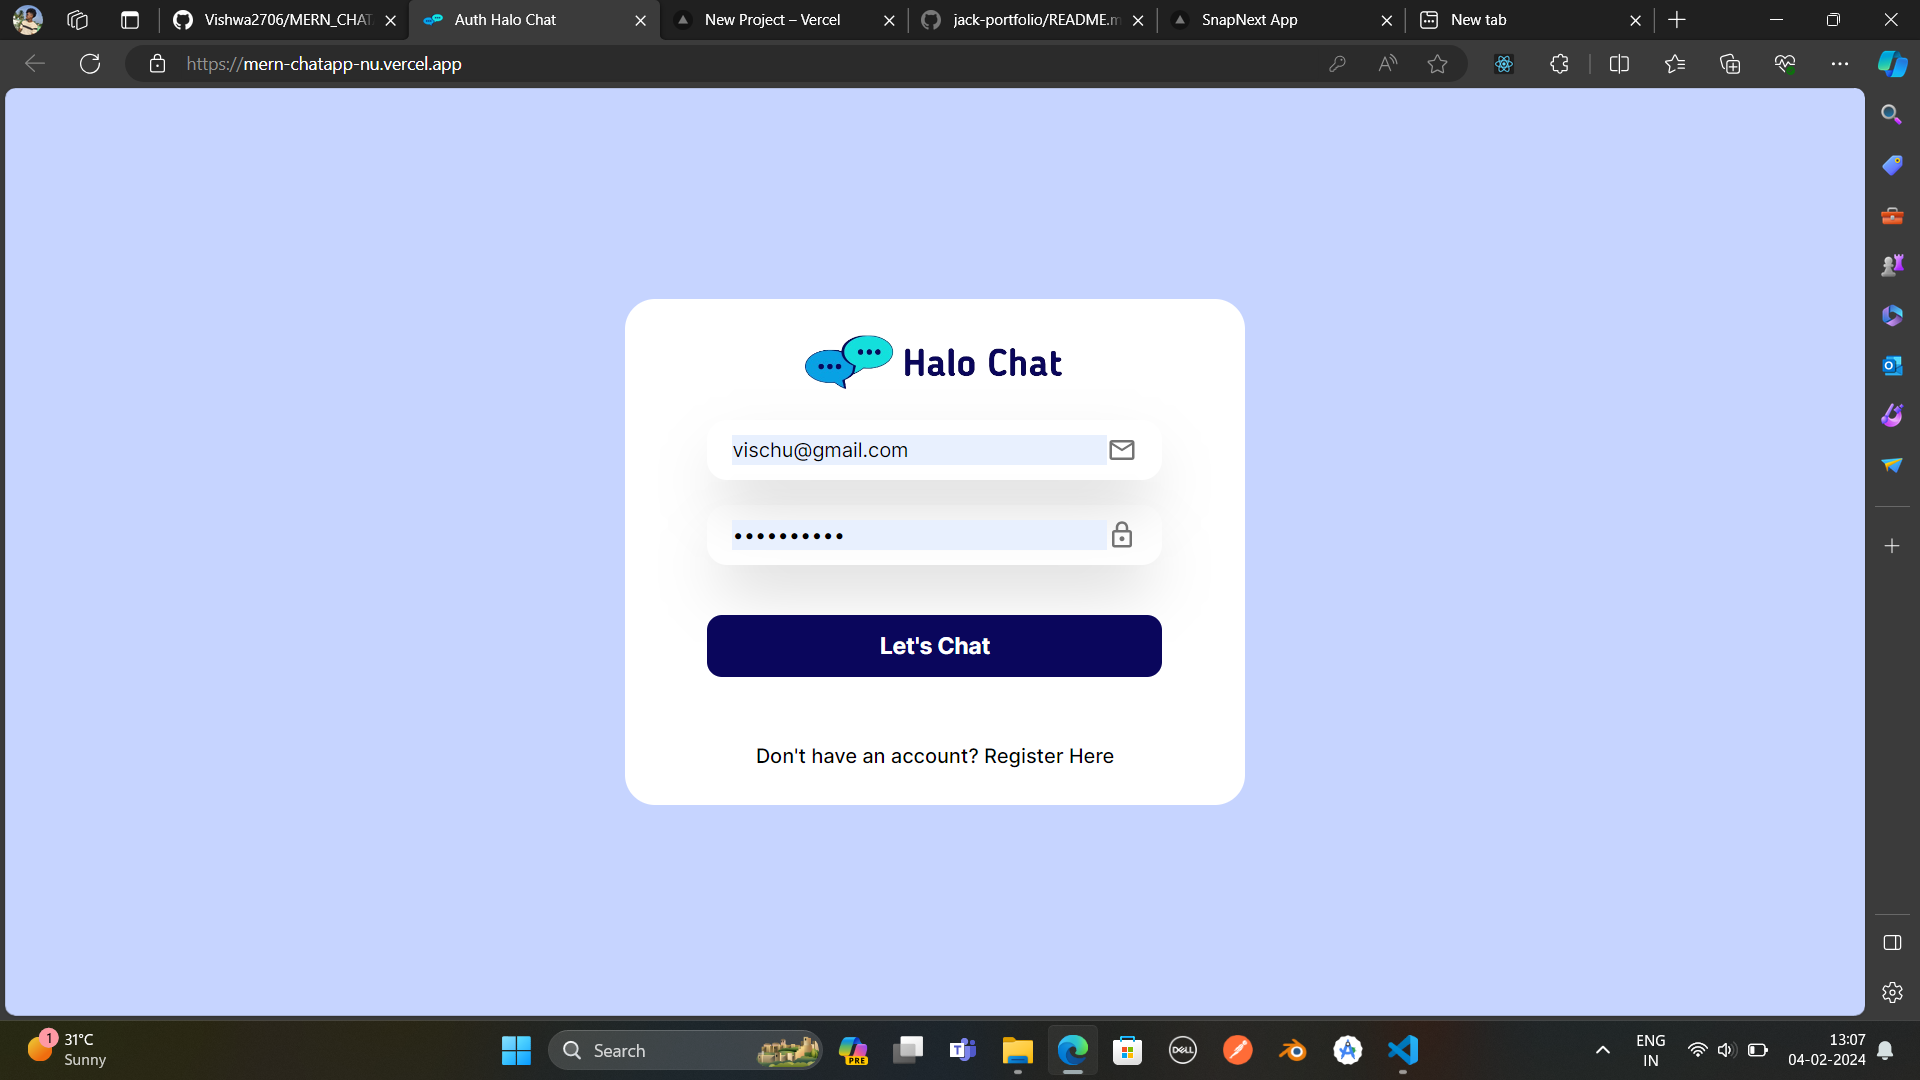 Vishwa2706/MERN_CHAT
Auth Halo Chat
New Project – Vercel
jack-portfolio/README.m
SnapNext App
New tab
https://mern-chatapp-nu.vercel.app
Halo Chat
vischu@gmail.com
••••••••••
Let's Chat
Don't have an account? Register Here
1
31°C
Sunny
Search
PRE
DELL
ENG
IN
13:07
04-02-2024